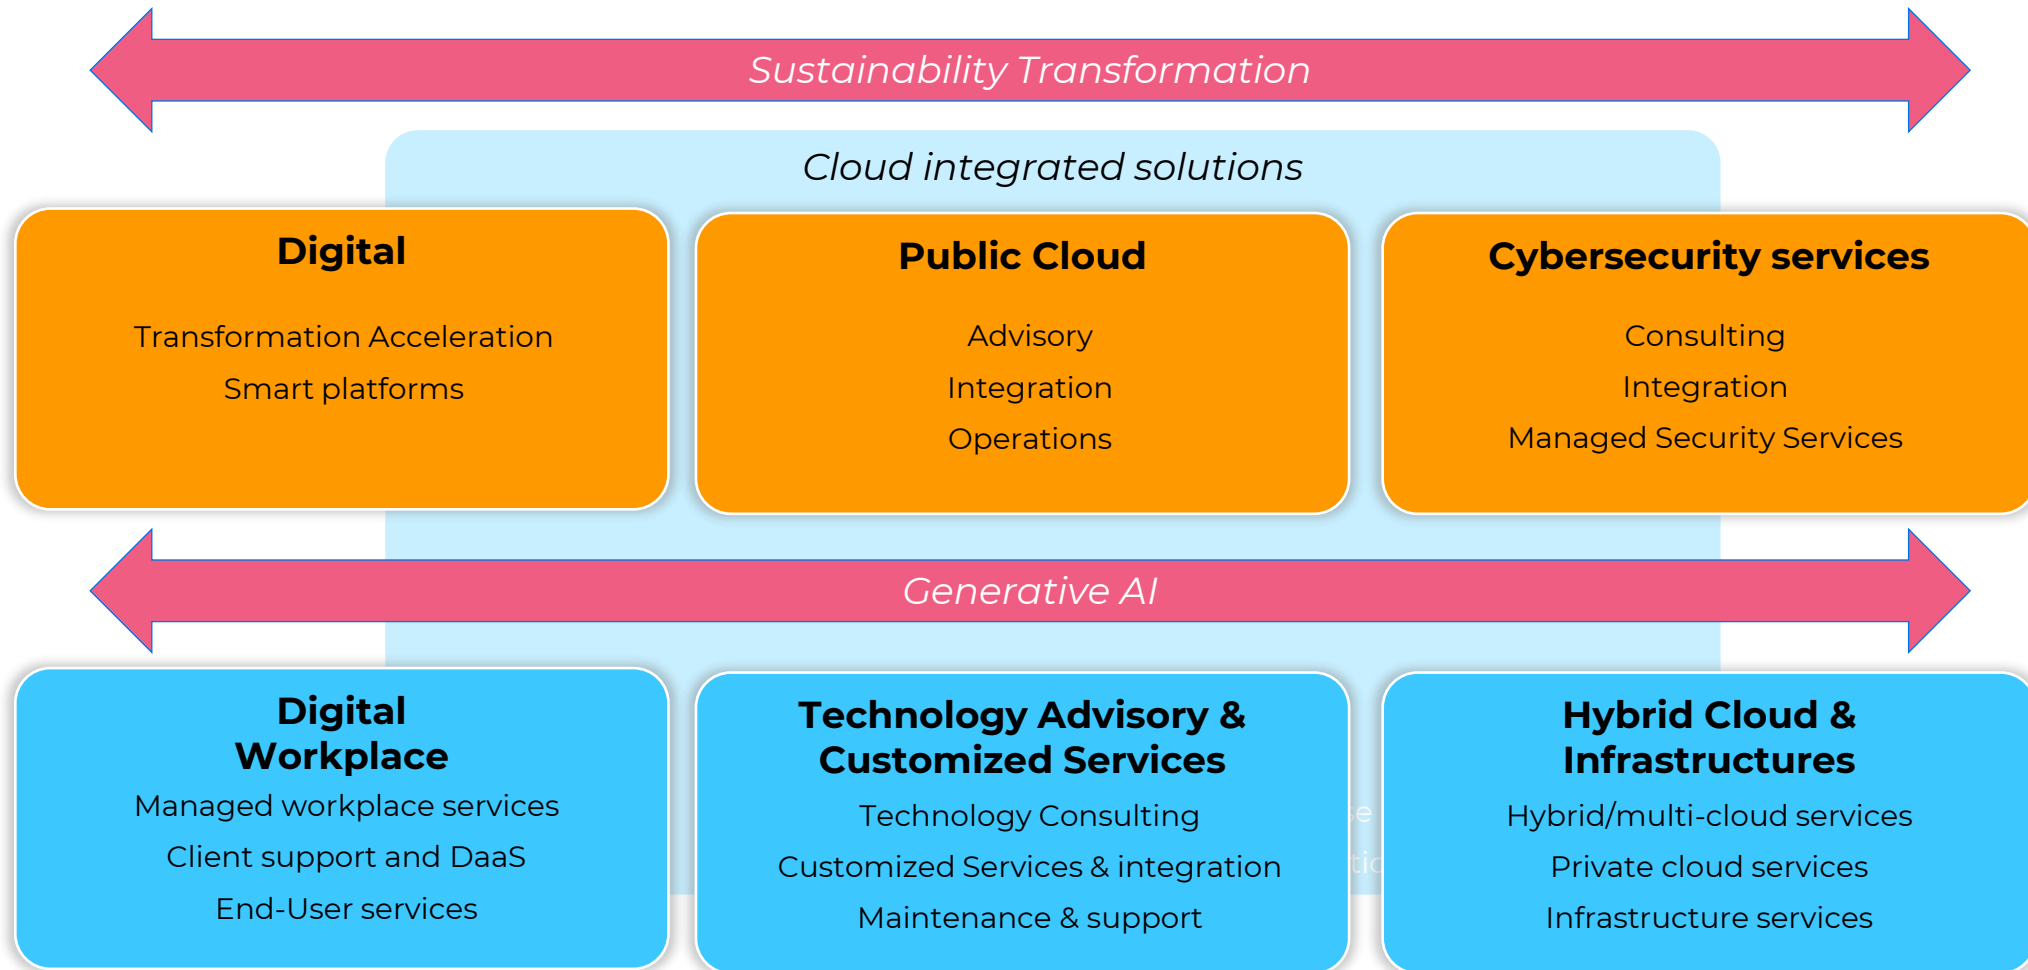 Sustainability Transformation
Cloud integrated solutions
Digital
Transformation Acceleration
Smart platforms
Public Cloud
Advisory
Integration
Operations
Cybersecurity services
Consulting
Integration
Managed Security Services
Generative AI
Digital
Workplace
Managed workplace services
Client support and DaaS
End-User services
Technology Advisory &
Customized Services
Technology Consulting
Customized Services & integration
Maintenance & support
Hybrid Cloud &
Infrastructures
Hybrid/multi-cloud services
Private cloud services
Infrastructure services